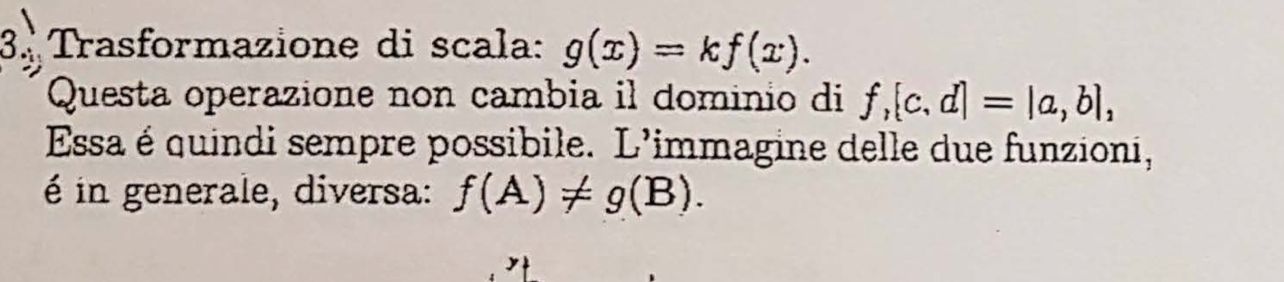 3. Trasformazione di scala: g(x) = kf(x).
Questa operazione non cambia il dominio di f,[c, d] = [a, b],
Essa é quindi sempre possibile. L'immagine delle due funzioni,
é in generale, diversa: f(A) ≠ g(B).
y